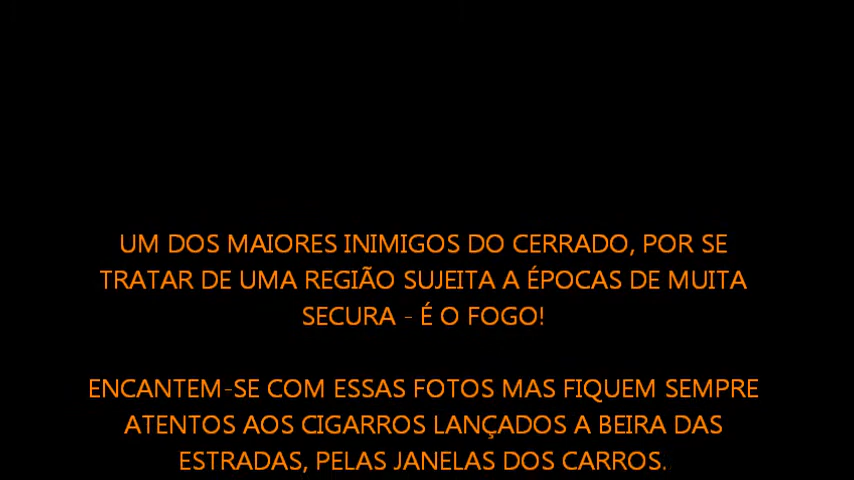 UM DOS MAIORES INIMIGOS DO CERRADO, POR SE
TRATAR DE UMA REGIÃO SUJEITA A ÉPOCAS DE MUITA
SECURA - É O FOGO!
ENCANTEM-SE COM ESSAS FOTOS MAS FIQUEM SEMPRE
ATENTOS AOS CIGARROS LANÇADOS A BEIRA DAS
ESTRADAS, PELAS JANELAS DOS CARROS.